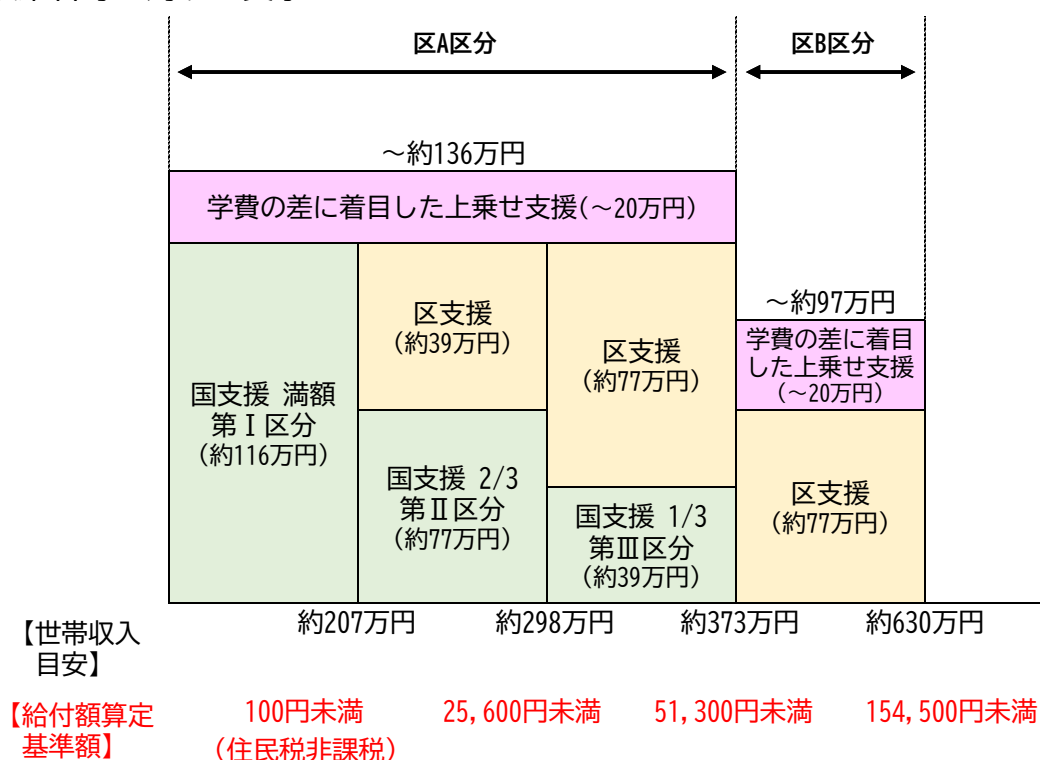 区A区分
区B区分
～約136万円
学費の差に着目した上乗せ支援(～20万円)
国支援 満額
第Ⅰ区分
(約116万円)
区支援
(約39万円)
国支援 2/3
第Ⅱ区分
(約77万円)
区支援
(約77万円)
国支援 1/3
第Ⅲ区分
(約39万円)
～約97万円
学費の差に着目
した上乗せ支援
(～20万円)
区支援
(約77万円)
【世帯収入
目安】
約207万円
約298万円
約373万円
約630万円
【給付額算定
基準額】
100円未満
(住民税非課税)
25,600円未満
51,300円未満
154,500円未満